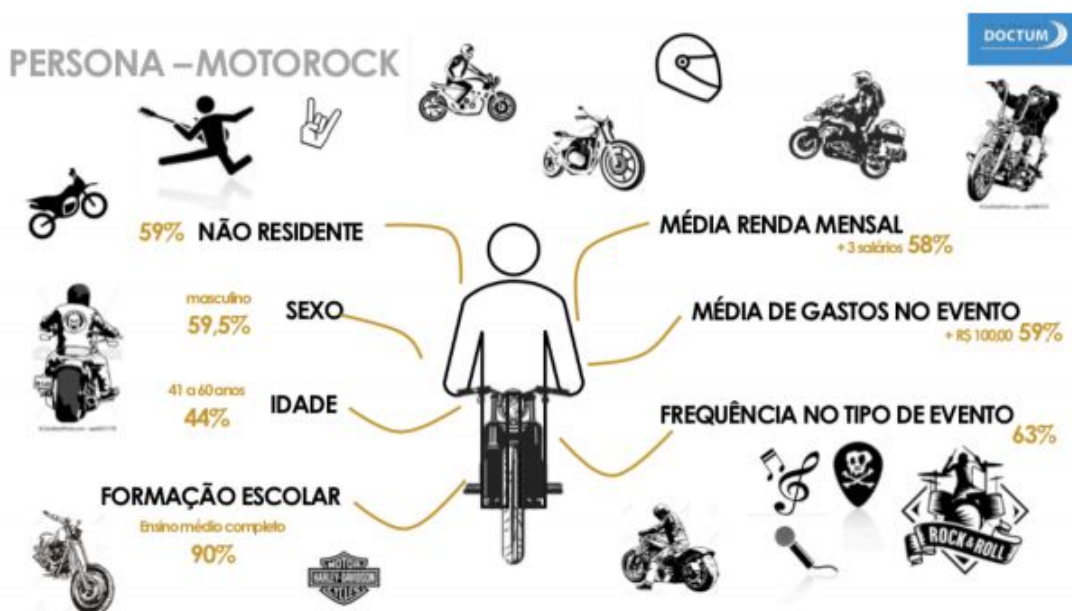 DOCTUM
PERSONA – MOTOROCK
59% NÃO RESIDENTE
MÉDIA RENDA MENSAL
+ 3 salários 58%
masculino
59,5%
SEXO
MÉDIA DE GASTOS NO EVENTO
+ R$ 100,00 59%
41 a 60 anos
44%
IDADE
FREQUÊNCIA NO TIPO DE EVENTO
63%
FORMAÇÃO ESCOLAR
Ensino médio completo
90%
MOTOR
HARLEY-DAVIDSON
CYCLES
ROCK & ROLL